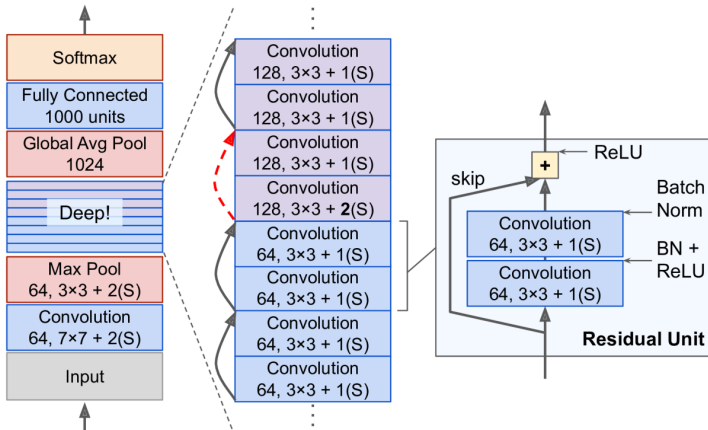 Softmax
Fully Connected
1000 units
Global Avg Pool
1024
Deep!
Max Pool
64, 3×3 + 2(S)
Convolution
64, 7×7 + 2(S)
Input
Convolution
128, 3×3 + 1(S)
Convolution
128, 3×3 + 1(S)
Convolution
128, 3×3 + 1(S)
Convolution
128, 3×3 + 2(S)
Convolution
64, 3×3 + 1(S)
Convolution
64, 3×3 + 1(S)
Convolution
64, 3×3 + 1(S)
Convolution
64, 3×3 + 1(S)
+
ReLU
skip
Batch
Norm
Convolution
64, 3×3 + 1(S)
BN +
ReLU
Convolution
64, 3×3 + 1(S)
Residual Unit